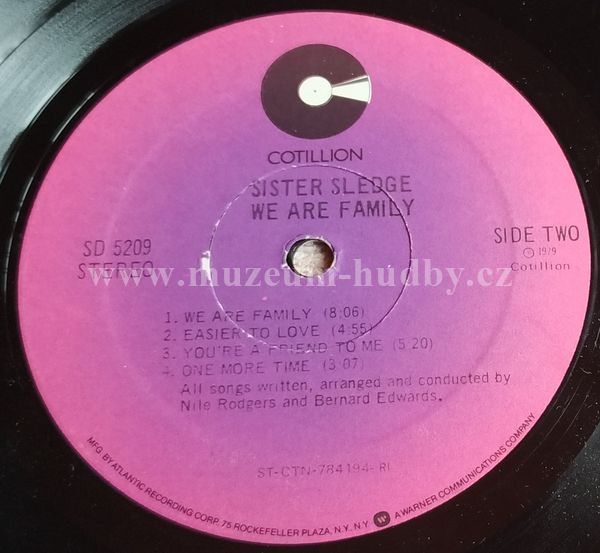 COTILLION
SISTER SLEDGE
WE ARE FAMILY
SD 5209
STEREO
SIDE TWO
Ⓟ 1979
Cotillion
www.muzeum-hudby.cz
1. WE ARE FAMILY (8:06)
2. EASIER TO LOVE (4:55)
3. YOU'RE A FRIEND TO ME (5:20)
4. ONE MORE TIME (3:07)
All songs written, arranged and conducted by
Nile Rodgers and Bernard Edwards.
ST-CTN-784194-RI
MFG BY ATLANTIC RECORDING CORP. 75 ROCKEFELLER PLAZA, N.Y. N.Y. A WARNER COMMUNICATIONS COMPANY